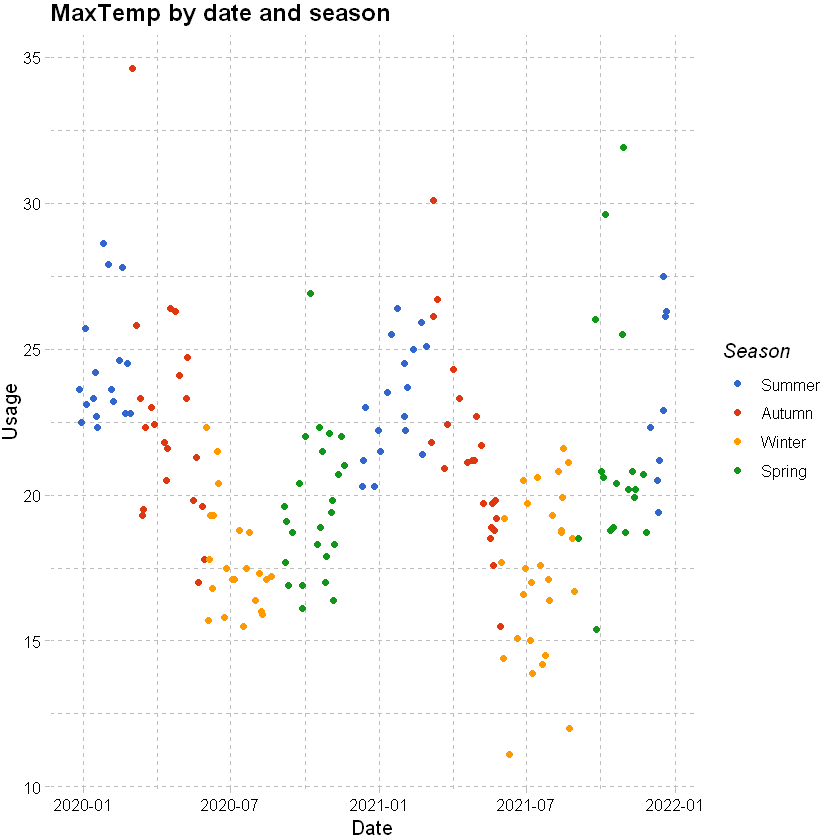 MaxTemp by date and season
35
30
25
20
15
10
Usage
2020-01 2020-07 2021-01 2021-07 2022-01
Date
Season
Summer
Autumn
Winter
Spring